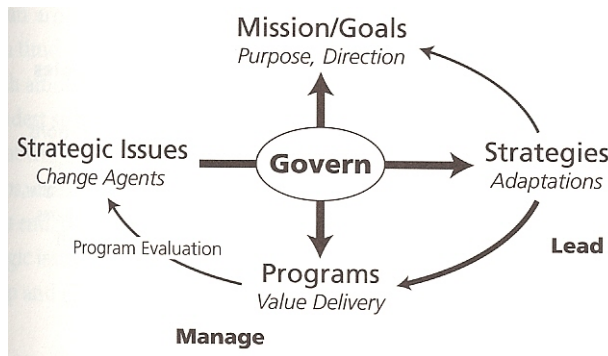 Mission/Goals
Purpose, Direction
Strategic Issues
Change Agents
Govern
Strategies
Adaptations
Program Evaluation
Lead
Programs
Value Delivery
Manage